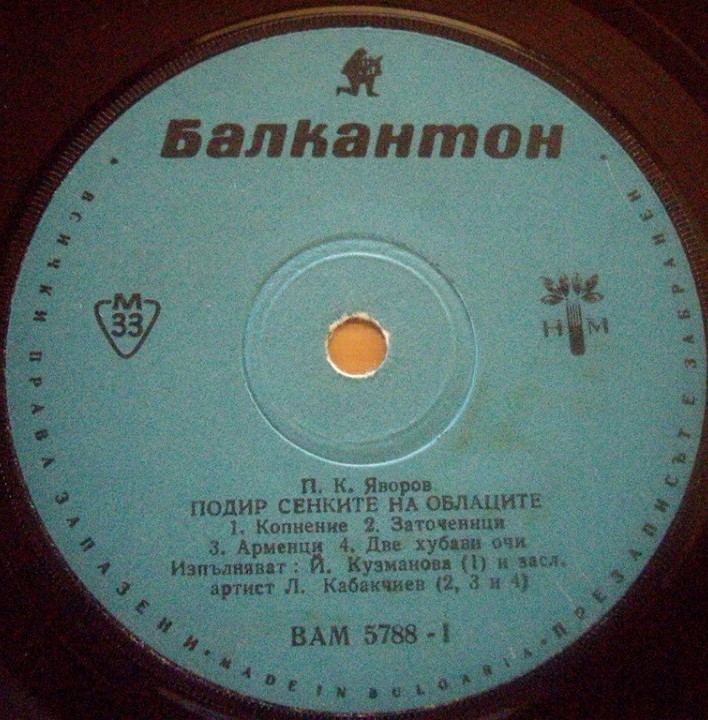 Балкантон
М
33
Н М
П. К. Яворов
ПОДИР СЕНКИТЕ НА ОБЛАЦИТЕ
1. Копнение 2. Заточеници
3. Арменци 4. Две хубави очи
Изпълняват: Й. Кузманова (1) и засл.
артист Л. Кабакчиев (2, 3 и 4)
ВАМ 5788 - I
• ВСИЧКИ ПРАВА ЗАПАЗЕНИ • MADE IN BULGARIA • ПРЕЗАПИСЪТ Е ЗАБРАНЕН •